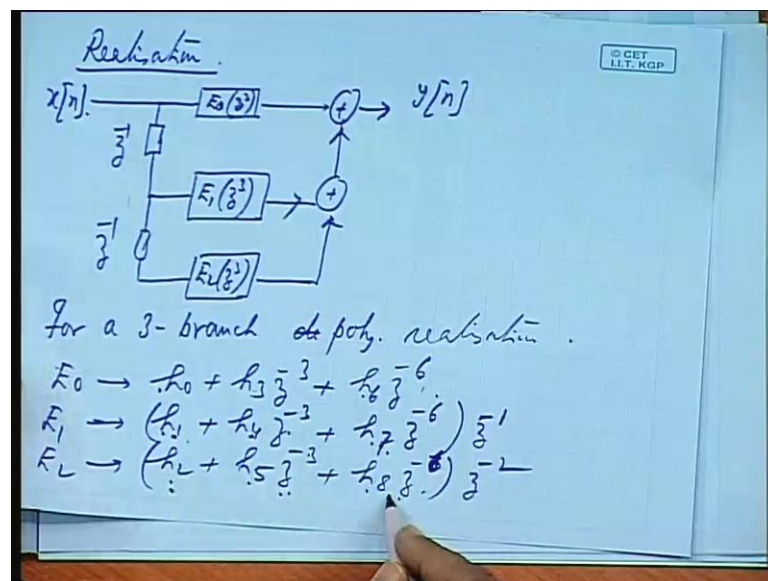 Realisation.
© CET
I.I.T. KGP
x[n]. E₀(z³) + y[n]
z⁻¹
E₁(z³) +
z⁻¹
E₂(z³)
For a 3-branch poly. realisation.
E₀ → h₀ + h₃ z⁻³ + h₆ z⁻⁶
E₁ → (h₁ + h₄ z⁻³ + h₇ z⁻⁶) z⁻¹
E₂ → (h₂ + h₅ z⁻³ + h₈ z⁻⁶) z⁻²